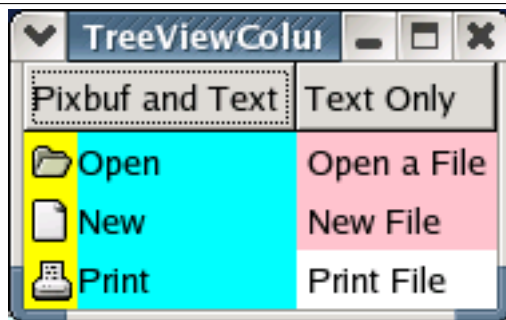 TreeViewColu
Pixbuf and Text Text Only
Open Open a File
New New File
Print Print File